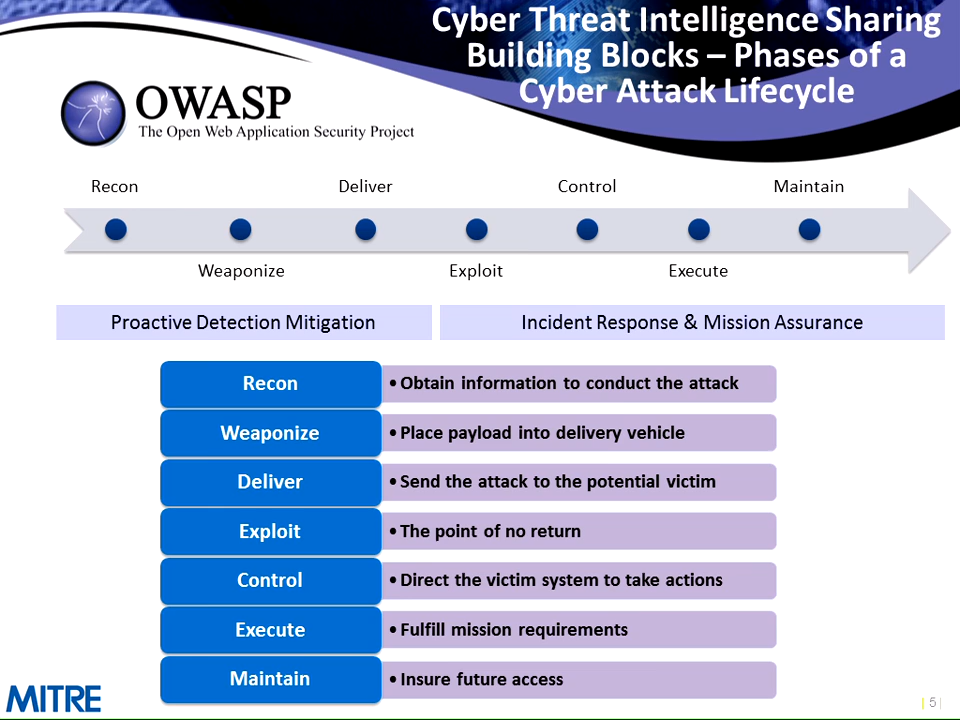 Cyber Threat Intelligence Sharing
Building Blocks – Phases of a
Cyber Attack Lifecycle
OWASP
The Open Web Application Security Project
Recon
Deliver
Control
Maintain
Weaponize
Exploit
Execute
Proactive Detection Mitigation
Incident Response & Mission Assurance
Recon
• Obtain information to conduct the attack
Weaponize
• Place payload into delivery vehicle
Deliver
• Send the attack to the potential victim
Exploit
• The point of no return
Control
• Direct the victim system to take actions
Execute
• Fulfill mission requirements
Maintain
• Insure future access
MITRE
| 5 |